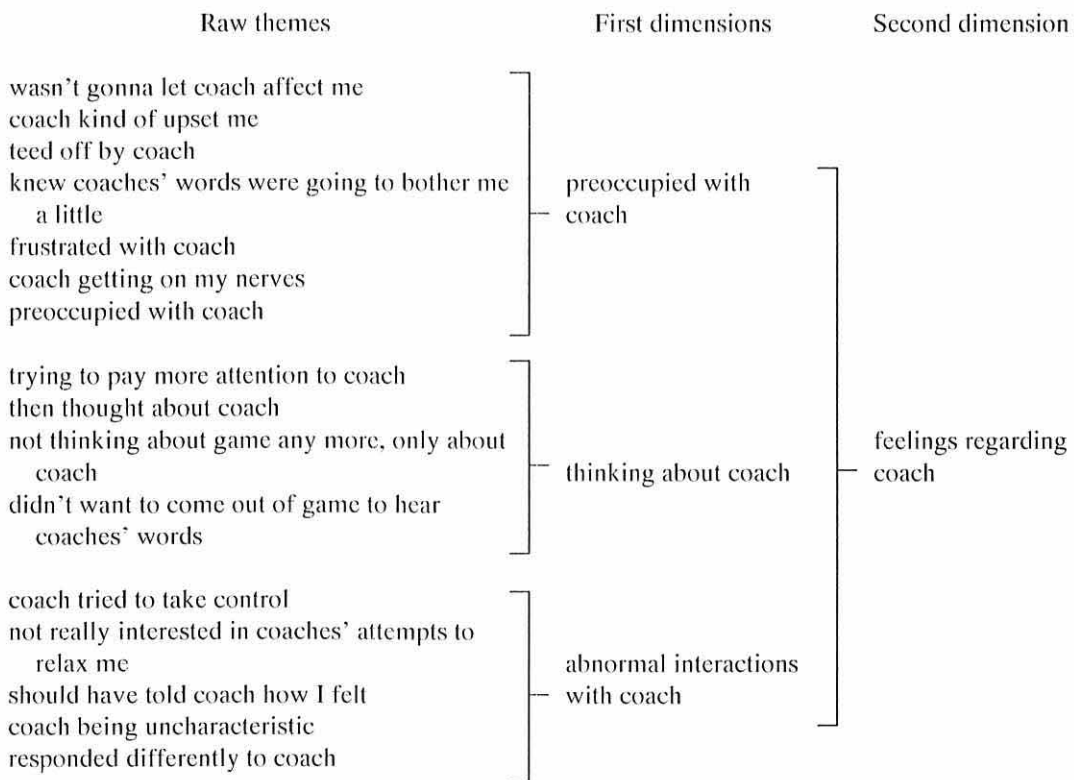 Raw themes
First dimensions
Second dimension
wasn't gonna let coach affect me
coach kind of upset me
teed off by coach
knew coaches' words were going to bother me
a little
frustrated with coach
coach getting on my nerves
preoccupied with coach
preoccupied with
coach
trying to pay more attention to coach
then thought about coach
not thinking about game any more, only about
coach
didn't want to come out of game to hear
coaches' words
thinking about coach
feelings regarding
coach
coach tried to take control
not really interested in coaches' attempts to
relax me
should have told coach how I felt
coach being uncharacteristic
responded differently to coach
abnormal interactions
with coach